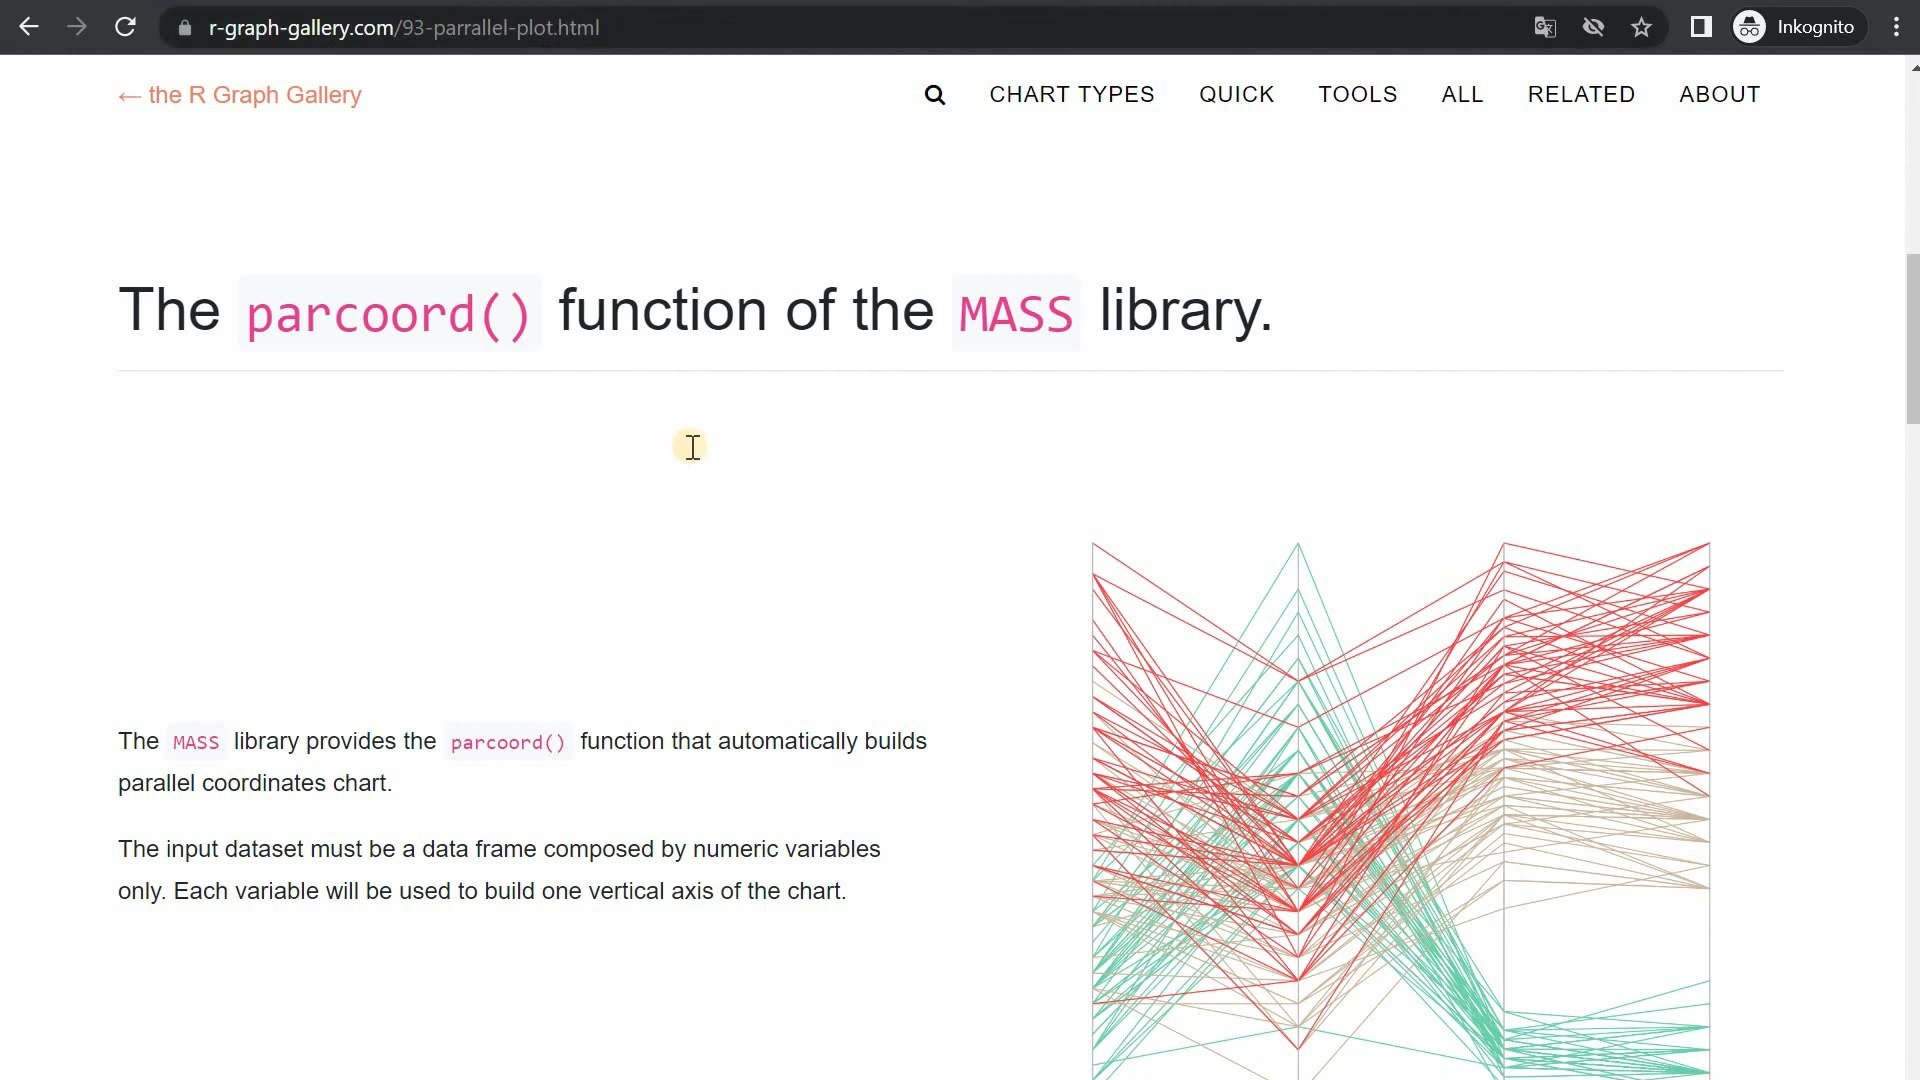 r-graph-gallery.com/93-parrallel-plot.html
Inkognito
← the R Graph Gallery
CHART TYPES QUICK TOOLS ALL RELATED ABOUT
The parcoord() function of the MASS library.
The MASS library provides the parcoord() function that automatically builds
parallel coordinates chart.
The input dataset must be a data frame composed by numeric variables
only. Each variable will be used to build one vertical axis of the chart.